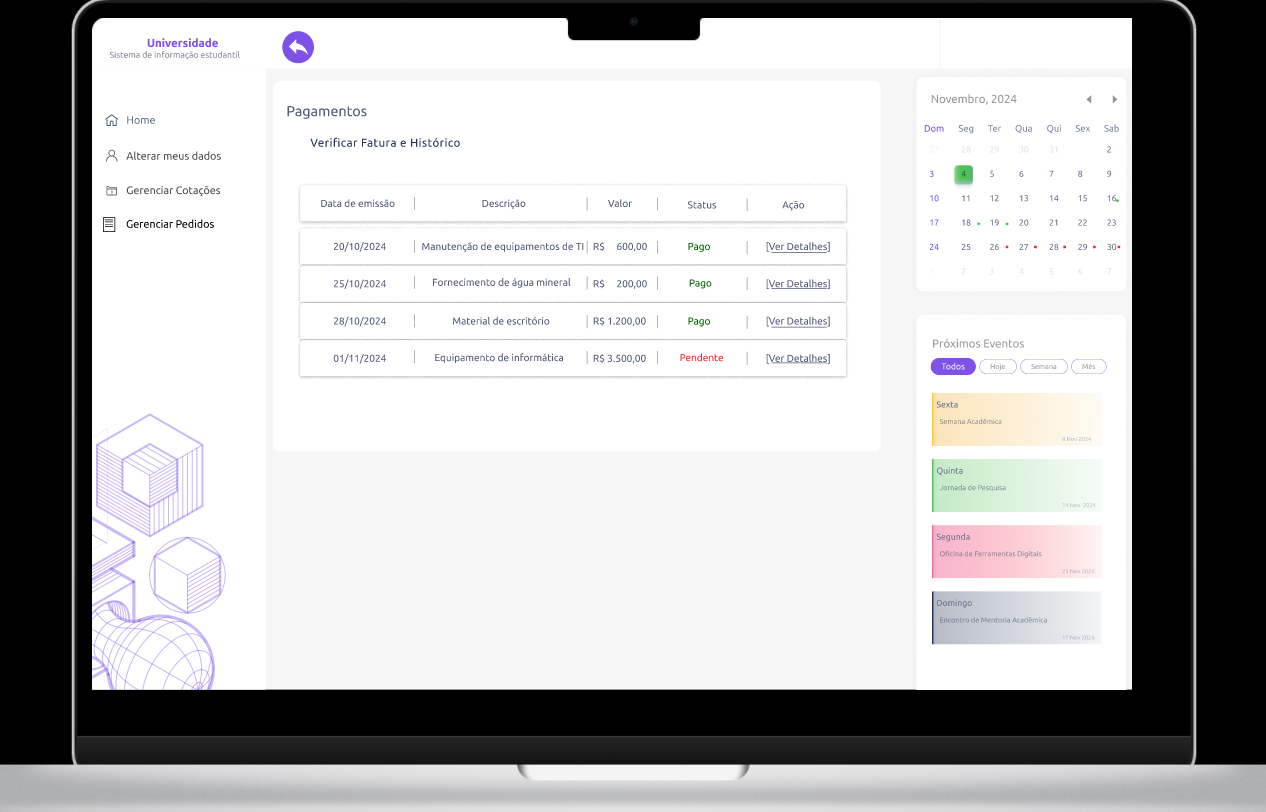 Universidade
Sistema de informação estudantil
Home
Alterar meus dados
Gerenciar Cotações
Gerenciar Pedidos
Pagamentos
Verificar Fatura e Histórico
Data de emissão Descrição Valor Status Ação
20/10/2024 Manutenção de equipamentos de TI R$ 600,00 Pago [Ver Detalhes]
25/10/2024 Fornecimento de água mineral R$ 200,00 Pago [Ver Detalhes]
28/10/2024 Material de escritório R$ 1.200,00 Pago [Ver Detalhes]
01/11/2024 Equipamento de informática R$ 3.500,00 Pendente [Ver Detalhes]
Novembro, 2024
Dom Seg Ter Qua Qui Sex Sab
27 28 29 30 31 2
3 4 5 6 7 8 9
10 11 12 13 14 15 16
17 18 19 20 21 22 23
24 25 26 27 28 29 30
1 2 3 4 5 6 7
Próximos Eventos
Todos Hoje Semana Mês
Sexta
Semana Acadêmica
8 Nov 2024
Quinta
Jornada de Pesquisa
14 Nov 2024
Segunda
Oficina de Ferramentas Digitais
25 Nov 2024
Domingo
Encontro de Mentoria Acadêmica
17 Nov 2024